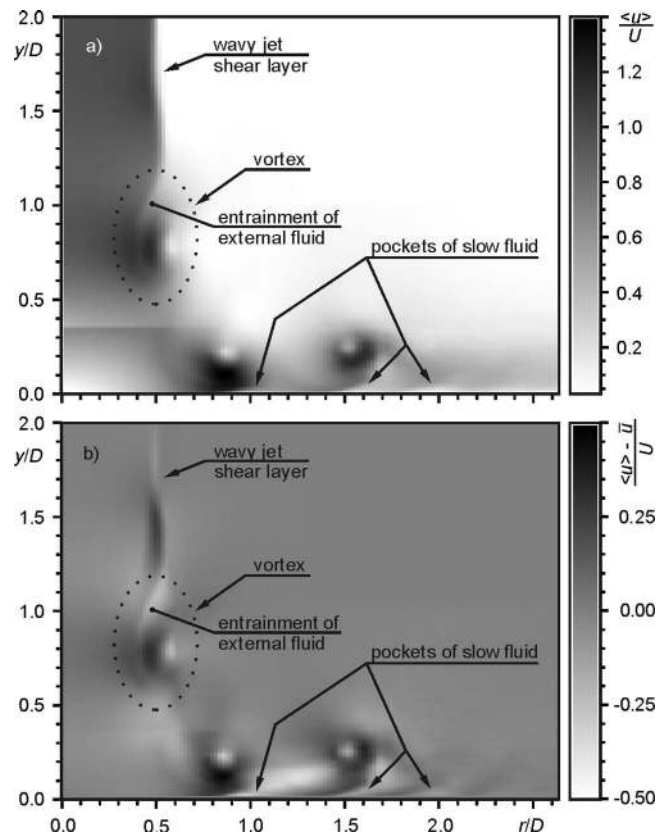 2.0
y/D
a)
wavy jet
shear layer
1.5
vortex
1.0
entrainment of
external fluid
pockets of slow fluid
0.5
0.0
<u>
U
1.2
1.0
0.8
0.6
0.4
0.2
2.0
y/D
b)
wavy jet
shear layer
1.5
vortex
1.0
entrainment of
external fluid
pockets of slow fluid
0.5
0.0
0.0
0.5
1.0
1.5
2.0
r/D
u - <u>
U
0.25
0.00
-0.25
-0.50